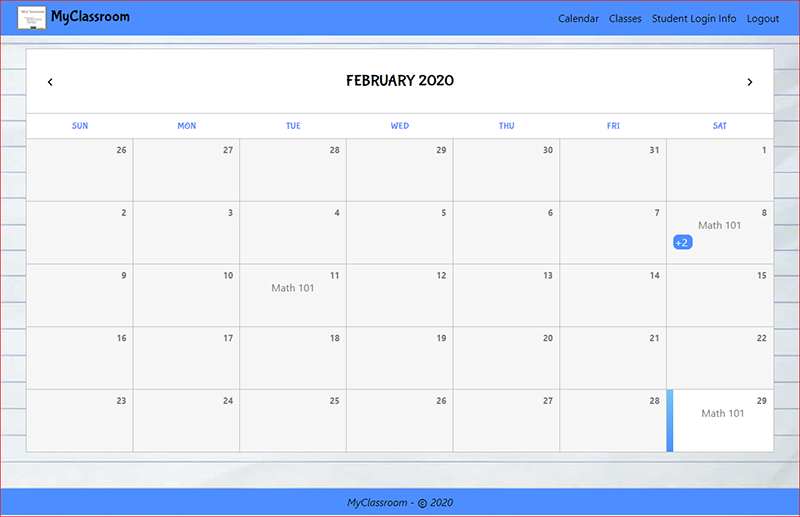 MyClassroom
Calendar Classes Student Login Info Logout
FEBRUARY 2020
SUN MON TUE WED THU FRI SAT
26 27 28 29 30 31 1
2 3 4 5 6 7 8
Math 101
+2
9 10 11 12 13 14 15
Math 101
16 17 18 19 20 21 22
23 24 25 26 27 28 29
Math 101
MyClassroom - © 2020